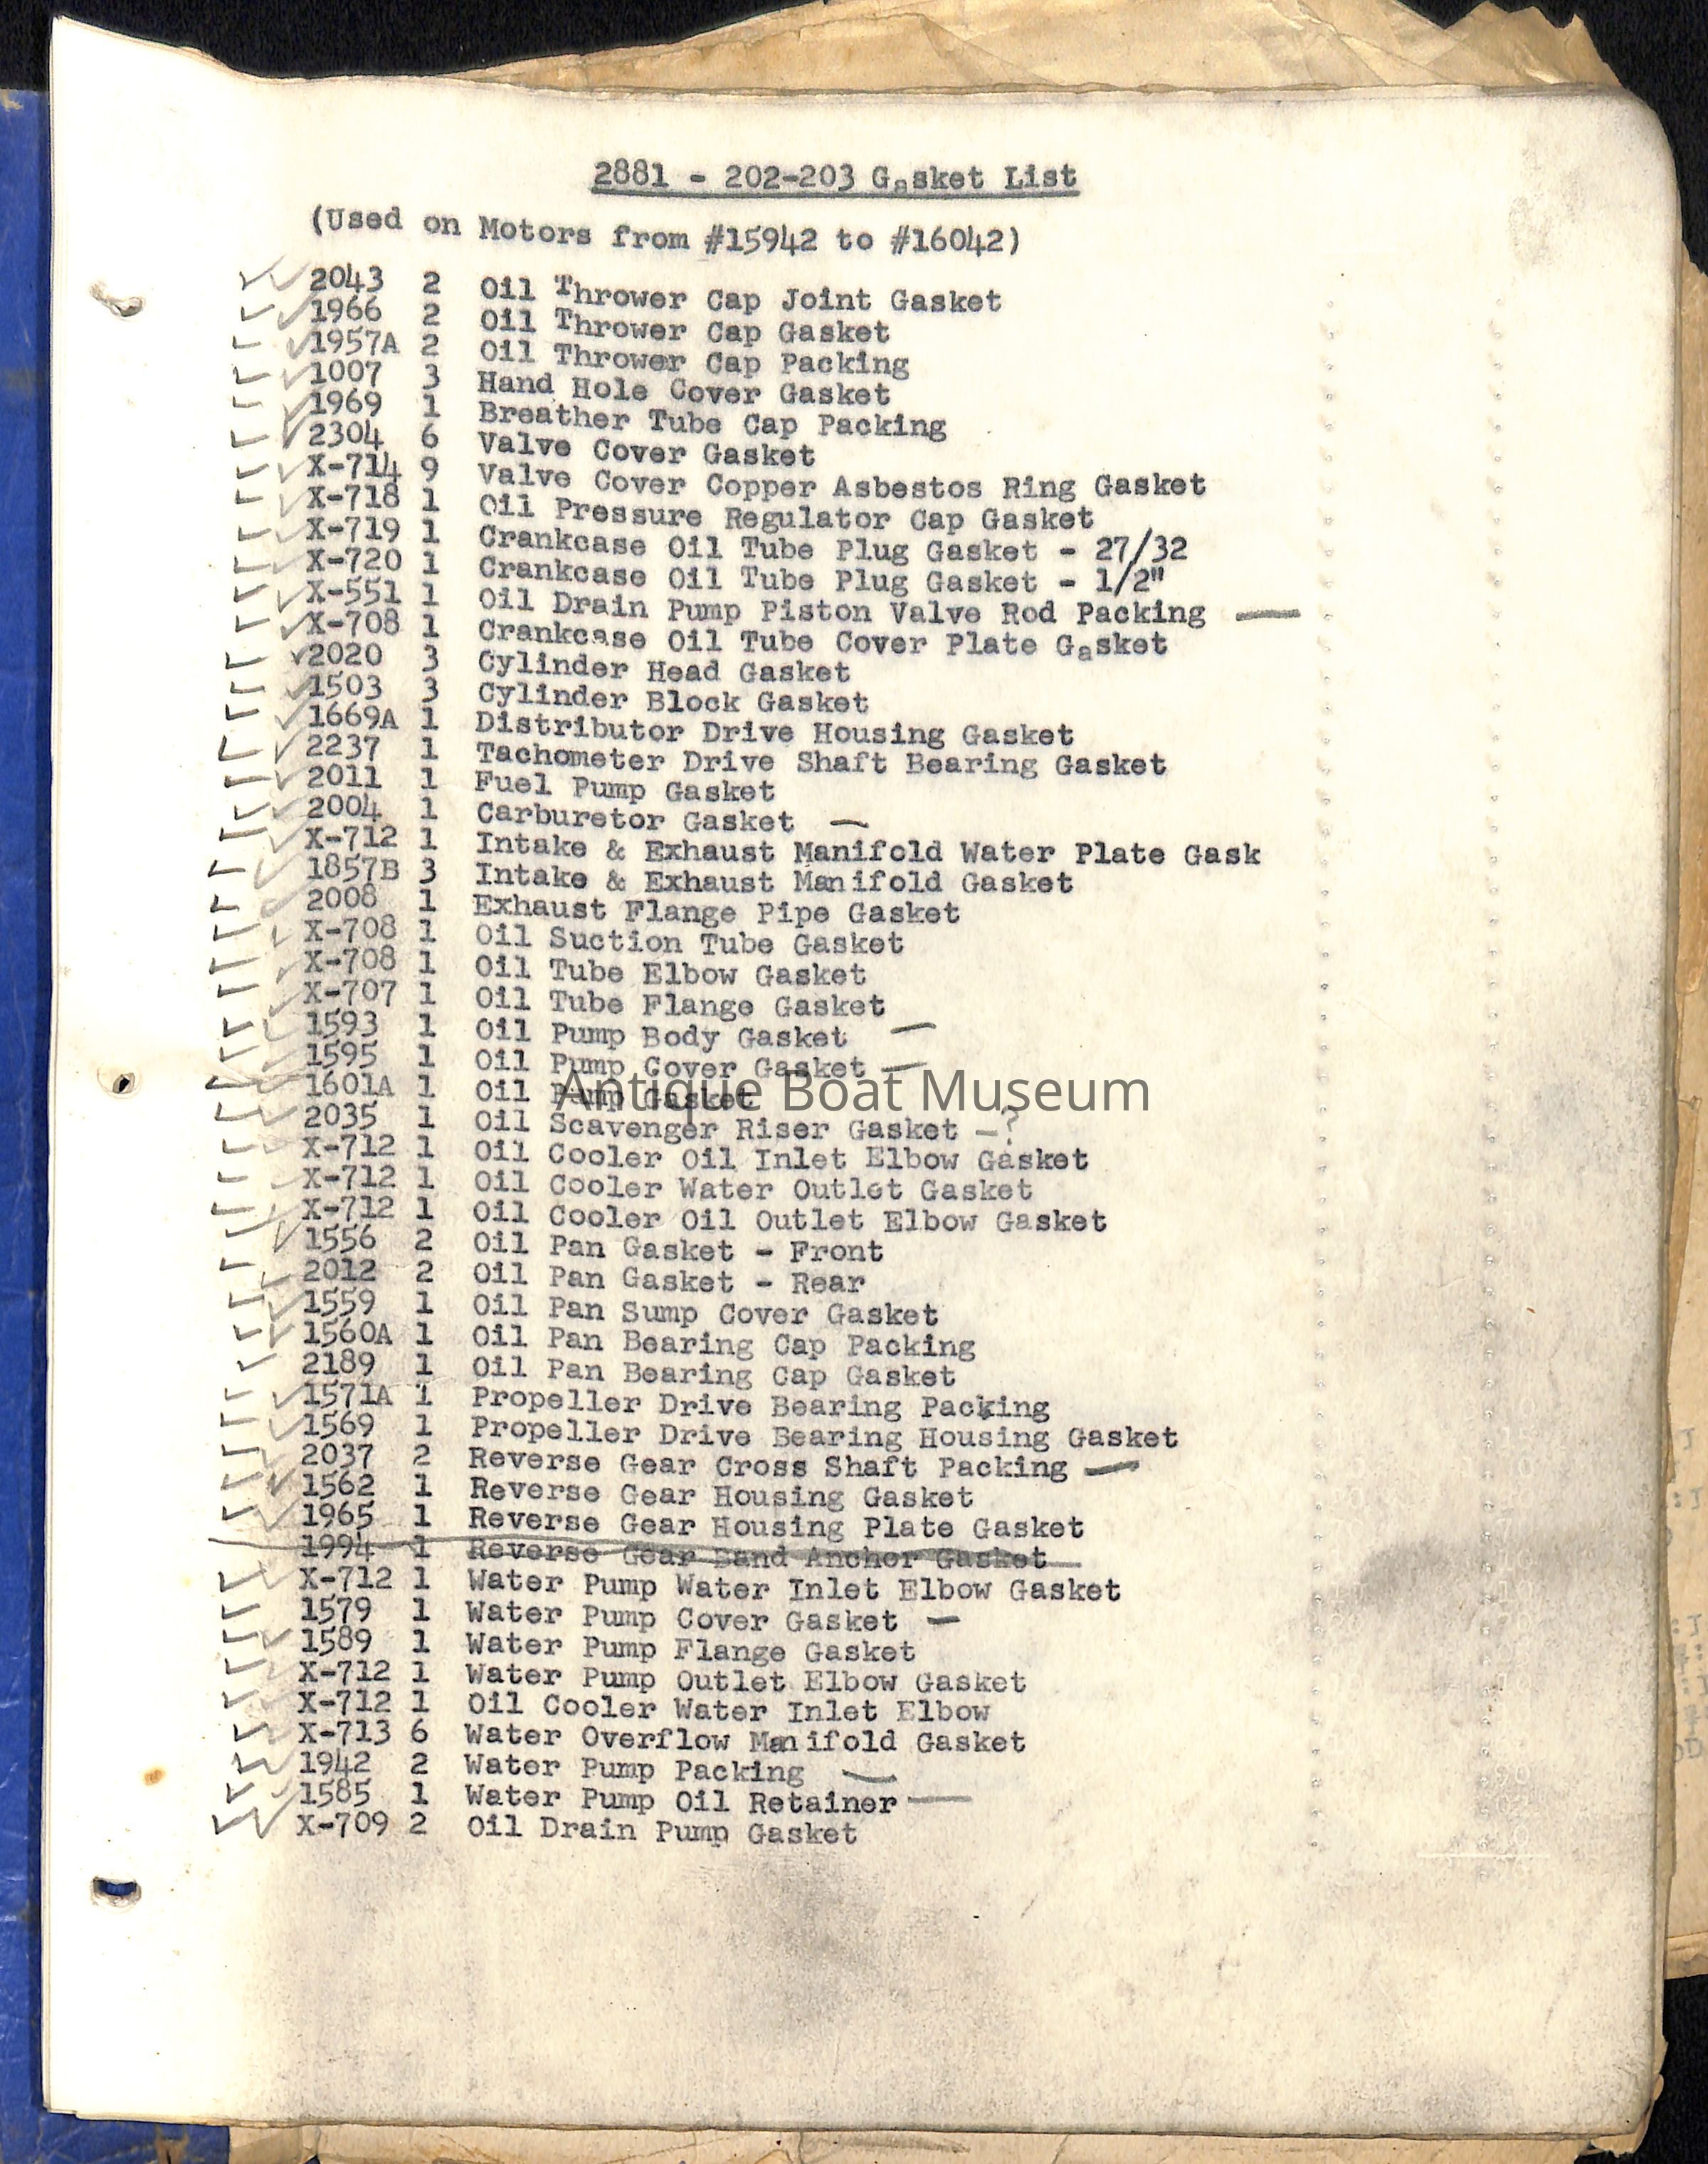 2881 - 202-203 Gasket List
(Used on Motors from #15942 to #16042)
2043 2 Oil Thrower Cap Joint Gasket
1966 2 Oil Thrower Cap Gasket
1957A 2 Oil Thrower Cap Packing
1007 3 Hand Hole Cover Gasket
1969 1 Breather Tube Cap Packing
2304 6 Valve Cover Gasket
X-714 9 Valve Cover Copper Asbestos Ring Gasket
X-718 1 Oil Pressure Regulator Cap Gasket
X-719 1 Crankcase Oil Tube Plug Gasket - 27/32
X-720 1 Crankcase Oil Tube Plug Gasket - 1/2"
X-551 1 Oil Drain Pump Piston Valve Rod Packing —
X-708 1 Crankcase Oil Tube Cover Plate Gasket
2020 3 Cylinder Head Gasket
1503 3 Cylinder Block Gasket
1669A 1 Distributor Drive Housing Gasket
2237 1 Tachometer Drive Shaft Bearing Gasket
2011 1 Fuel Pump Gasket
2004 1 Carburetor Gasket —
X-712 1 Intake & Exhaust Manifold Water Plate Gask
1857B 3 Intake & Exhaust Manifold Gasket
2008 1 Exhaust Flange Pipe Gasket
X-708 1 Oil Suction Tube Gasket
X-708 1 Oil Tube Elbow Gasket
X-707 1 Oil Tube Flange Gasket
1593 1 Oil Pump Body Gasket —
1595 1 Oil Pump Cover Gasket —
1601A 1 Oil Pump Gasket
Antique Boat Museum
2035 1 Oil Scavenger Riser Gasket —?
X-712 1 Oil Cooler Oil Inlet Elbow Gasket
X-712 1 Oil Cooler Water Outlet Gasket
X-712 1 Oil Cooler Oil Outlet Elbow Gasket
1556 2 Oil Pan Gasket - Front
2012 2 Oil Pan Gasket - Rear
1559 1 Oil Pan Sump Cover Gasket
1560A 1 Oil Pan Bearing Cap Packing
2189 1 Oil Pan Bearing Cap Gasket
1571A 1 Propeller Drive Bearing Packing
1569 1 Propeller Drive Bearing Housing Gasket
2037 2 Reverse Gear Cross Shaft Packing —
1562 1 Reverse Gear Housing Gasket
1965 1 Reverse Gear Housing Plate Gasket
1994 1 Reverse Gear Band Anchor Gasket
X-712 1 Water Pump Water Inlet Elbow Gasket
1579 1 Water Pump Cover Gasket —
1589 1 Water Pump Flange Gasket
X-712 1 Water Pump Outlet Elbow Gasket
X-712 1 Oil Cooler Water Inlet Elbow
X-713 6 Water Overflow Manifold Gasket
1942 2 Water Pump Packing —
1585 1 Water Pump Oil Retainer —
X-709 2 Oil Drain Pump Gasket